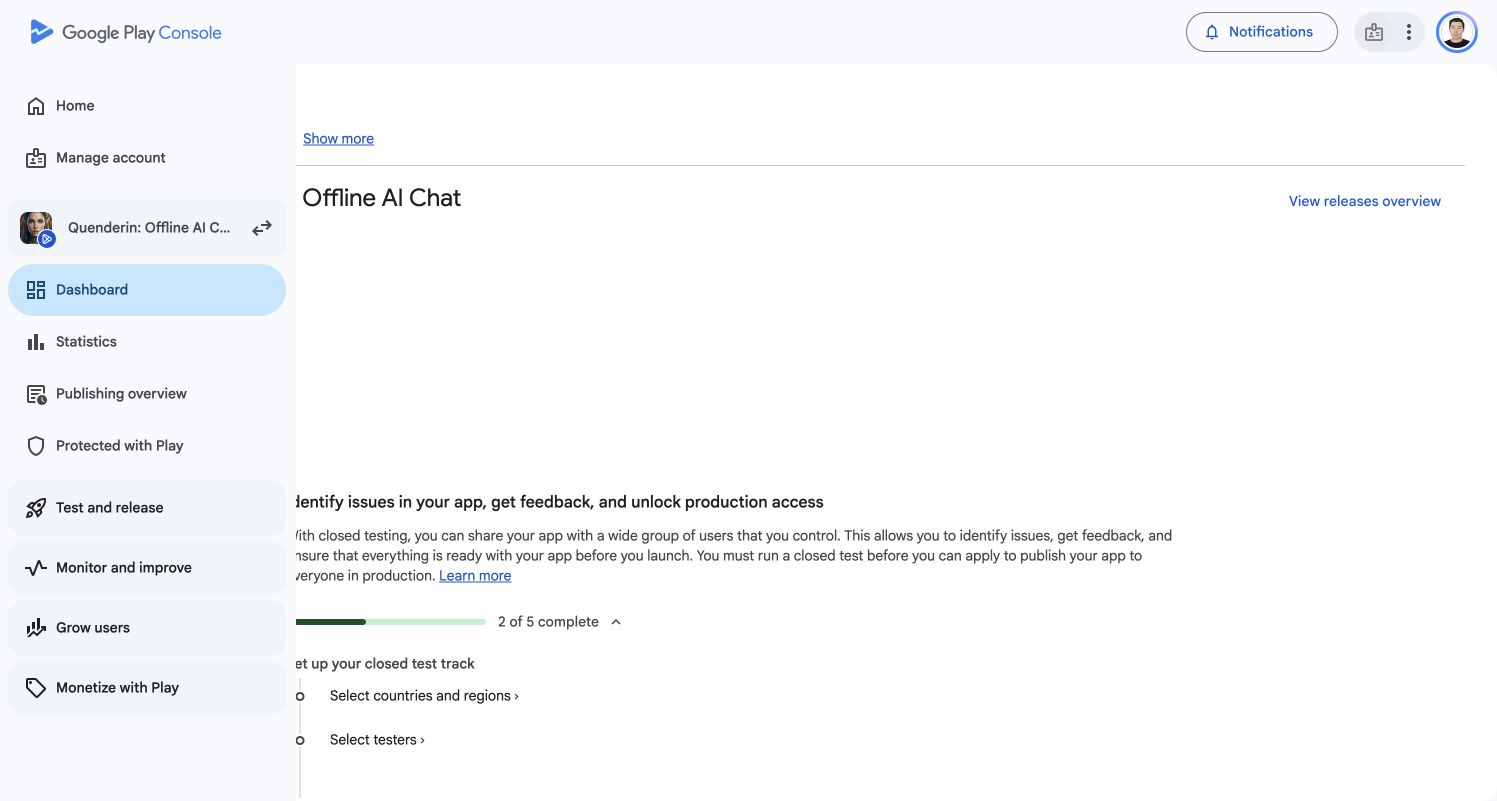 Google Play Console
Notifications
Home
Manage account
Quenderin: Offline AI C...
Dashboard
Statistics
Publishing overview
Protected with Play
Test and release
Monitor and improve
Grow users
Monetize with Play
Show more
Offline AI Chat
View releases overview
dentify issues in your app, get feedback, and unlock production access
ith closed testing, you can share your app with a wide group of users that you control. This allows you to identify issues, get feedback, and
nsure that everything is ready with your app before you launch. You must run a closed test before you can apply to publish your app to
veryone in production. Learn more
2 of 5 complete
et up your closed test track
Select countries and regions ›
Select testers ›